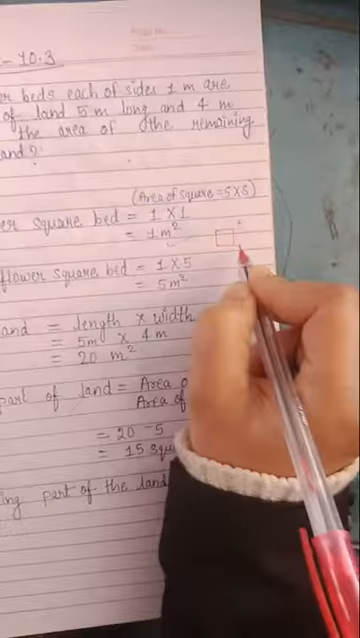 10.3
beds each of sides 1 m are
of land 5 m long and 4 m
the area of the remaining
and ?
(Area of square = S X S)
er square bed = 1 X 1
= 1 m²
flower square bed = 1 X 5
= 5 m²
and = length X width
= 5m X 4 m
= 20 m²
part of land = Area o
Area of
= 20 - 5
= 15 squ
ing part of the land